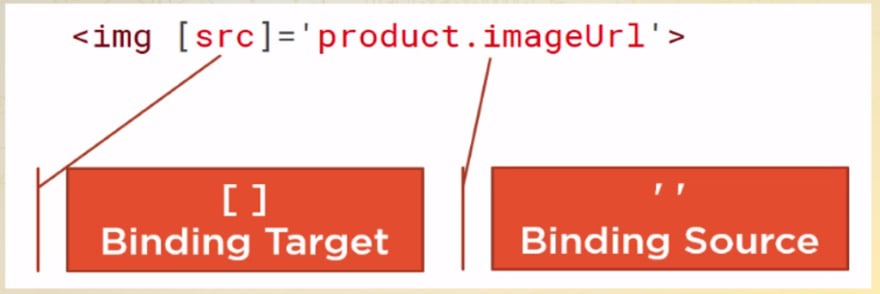 <img [src]='product.imageUrl'>
[ ]
Binding Target
' '
Binding Source